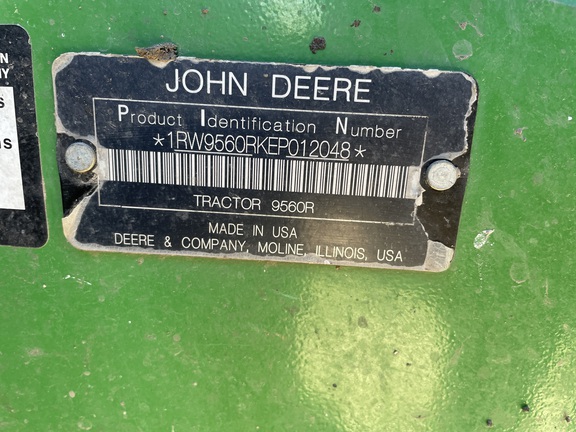 JOHN DEERE
Product Identification Number
*1RW9560RKEP012048*
TRACTOR 9560R
MADE IN USA
DEERE & COMPANY, MOLINE, ILLINOIS, USA